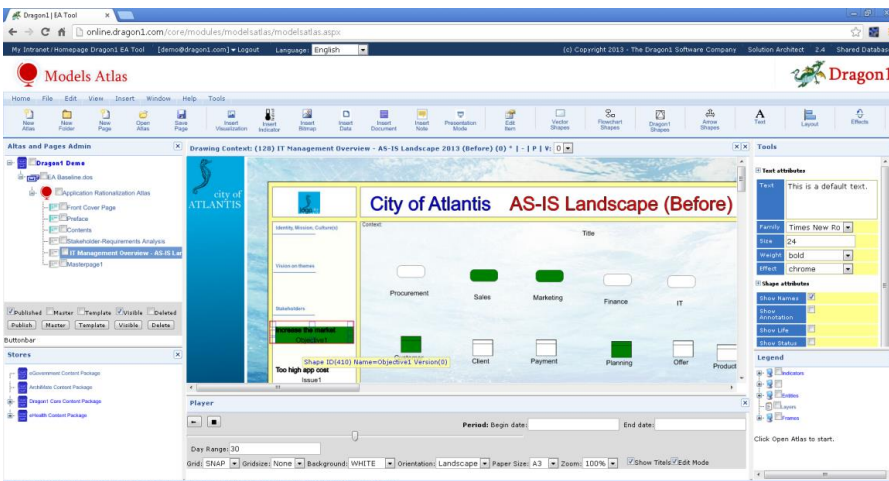 Dragon1 | EA Tool
online.dragon1.com/core/modules/modelsatlas/modelsatlas.aspx
My Intranet/Homepage Dragon1 EA Tool [demo@dragon1.com] Logout Language: English (c) Copyright 2013 - The Dragon1 Software Company Solution Architect 2.4 Shared Databas
Models Atlas
Dragon1
Home File Edit View Insert Window Help Tools
New Atlas
New Folder
New Page
Open Atlas
Save Page
Insert Visualization
Insert Indicator
Insert Bitmap
Insert Data
Insert Document
Insert Note
Presentation Mode
Edit Item
Vector Shapes
Flowchart Shapes
Dragon1 Shapes
Arrow Shapes
Text
Layout
Effects
Altas and Pages Admin
Dragon1 Demo
EA Baseline.dos
Application Rationalization Atlas
Front Cover Page
Preface
Contents
Stakeholder-Requirements Analysis
IT Management Overview - AS-IS Lan
Masterpage1
Published Master Template Visible Deleted
Publish Master Template Visible Delete
Buttonbar
Stores
eGovernment Content Package
ArchiMate Content Package
Dragon1 Core Content Package
eHealth Content Package
Drawing Context: (128) IT Management Overview - AS-IS Landscape 2013 (Before) (0) * | - | P | V: 0
city of
ATLANTIS
logo
City of Atlantis AS-IS Landscape (Before)
Identity, Mission, Culture(s)
Context:
Title
Vision en themes
Stakeholders
Procurement
Sales
Marketing
Finance
IT
Increase the market
Objective1
Shape ID(410) Name=Objective1 Version(0)
Too high app cost
Issue1
Client
Payment
Planning
Offer
Product
Player
Period: Begin date: End date:
Day Range: 30
Grid: SNAP Gridsize: None Background: WHITE Orientation: Landscape Paper Size: A3 Zoom: 100% Show Titels Edit Mode
Tools
Text attributes
Text This is a default text.
Family Times New Ro
Size 24
Weight bold
Effect chrome
Shape attributes
Show Names
Show Annotation
Show Life
Show Status
Legend
Indicators
Entities
Layers
Frames
Click Open Atlas to start.